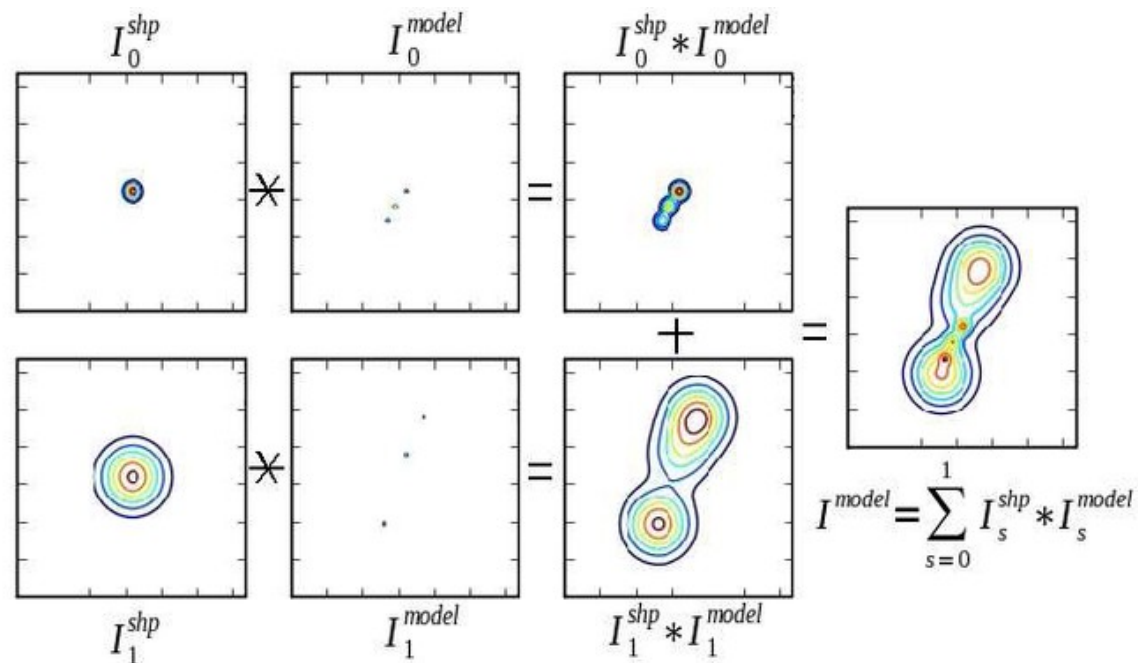 I_0^{shp} I_0^{model} I_0^{shp} * I_0^{model}
* =
+ =
* =
I^{model} = \sum_{s=0}^{1} I_s^{shp} * I_s^{model}
I_1^{shp} I_1^{model} I_1^{shp} * I_1^{model}